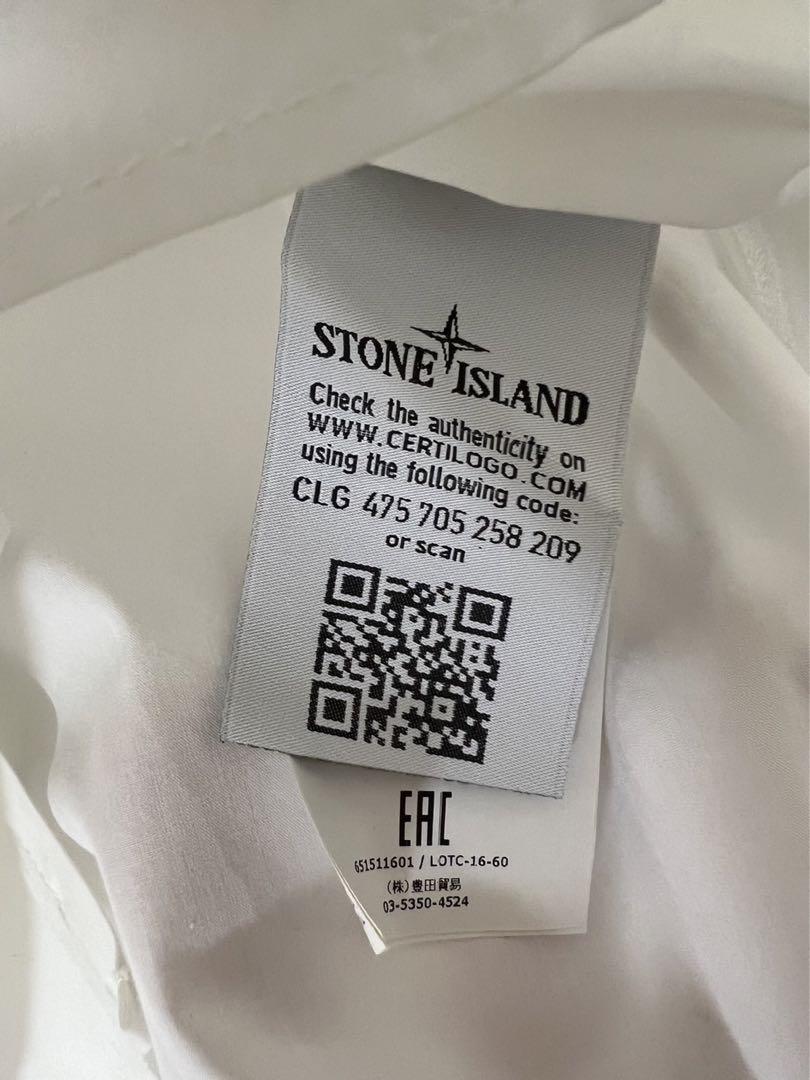 STONE ISLAND
Check the authenticity on
WWW.CERTILOGO.COM
using the following code:
CLG 475 705 258 209
or scan
EAC
651511601 / LOTC-16-60
(株)豊田貿易
03-5350-4524